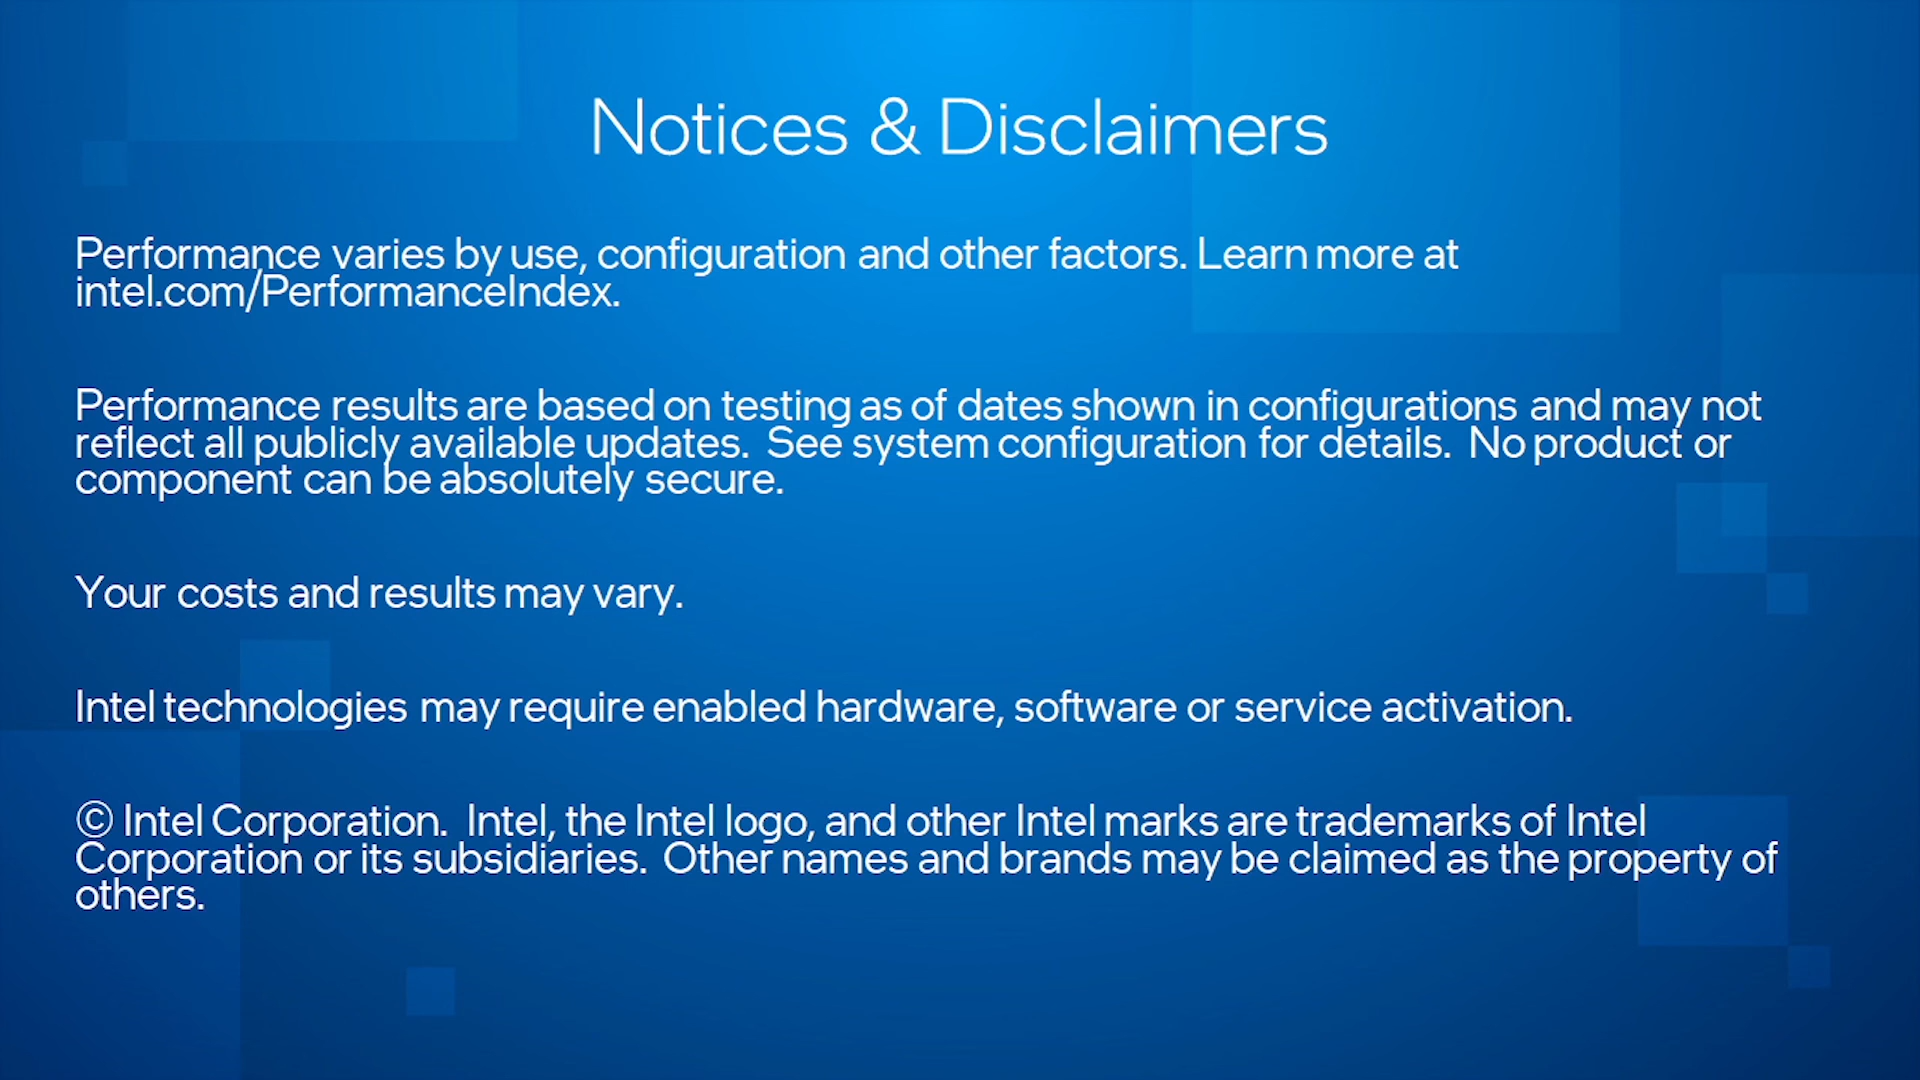 Notices & Disclaimers
Performance varies by use, configuration and other factors. Learn more at
intel.com/PerformanceIndex.
Performance results are based on testing as of dates shown in configurations and may not
reflect all publicly available updates.  See system configuration for details.  No product or
component can be absolutely secure.
Your costs and results may vary.
Intel technologies may require enabled hardware, software or service activation.
© Intel Corporation.  Intel, the Intel logo, and other Intel marks are trademarks of Intel
Corporation or its subsidiaries.  Other names and brands may be claimed as the property of
others.